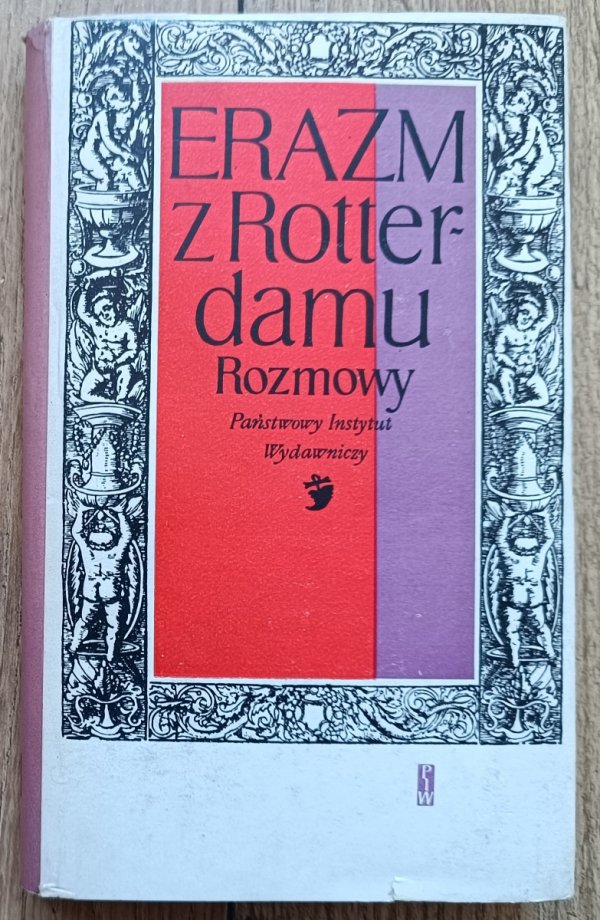 ERAZM
z Rotter-
damu
Rozmowy
Państwowy Instytut
Wydawniczy
PIW